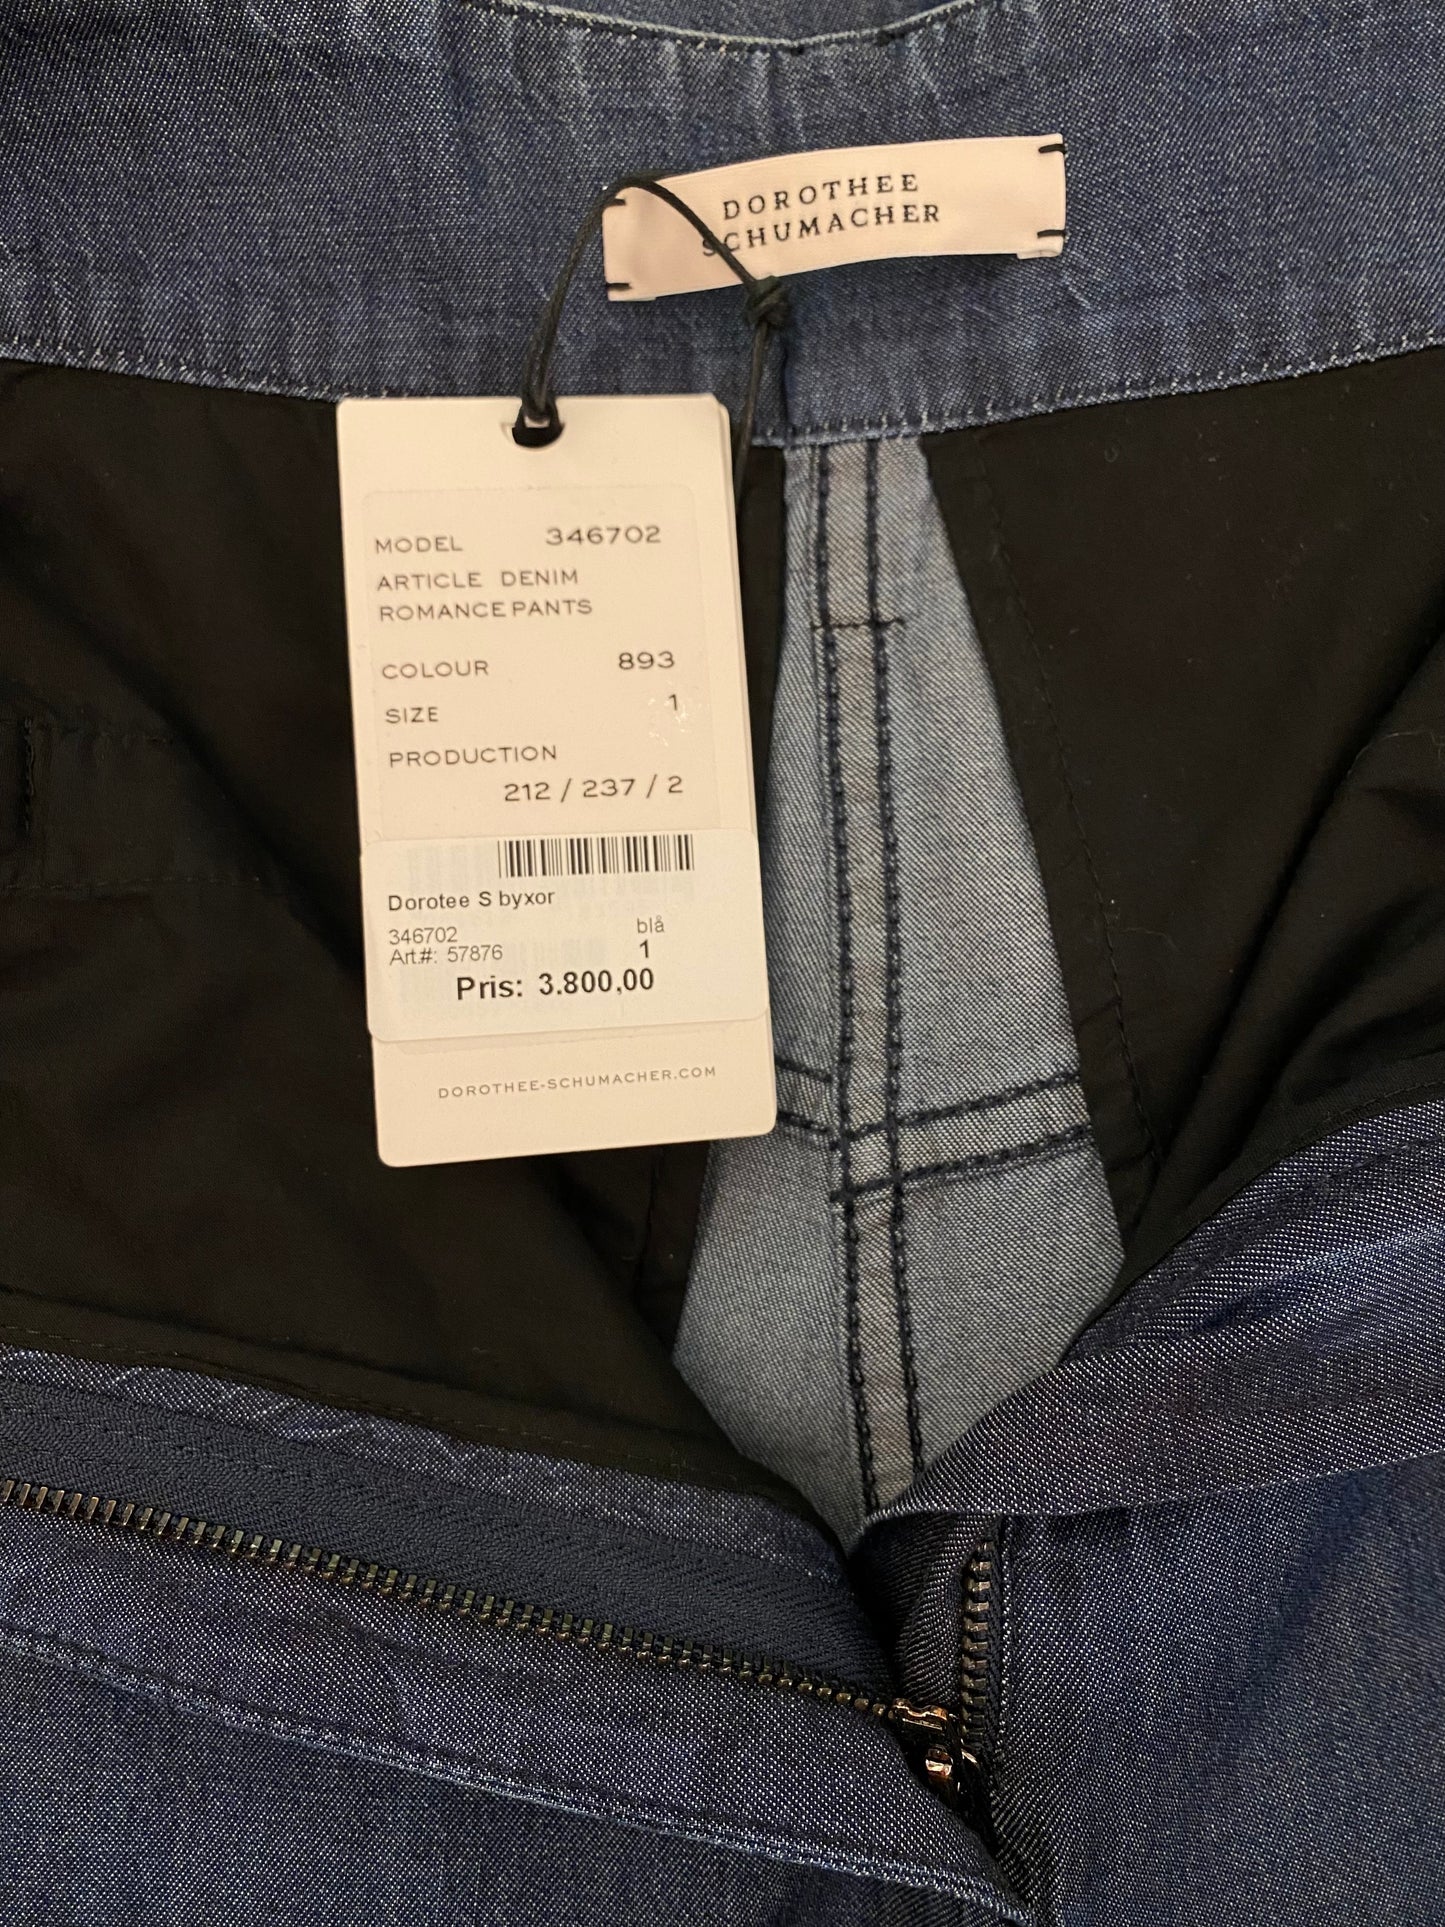 DOROTHEE
SCHUMACHER
MODEL 346702
ARTICLE DENIM
ROMANCE PANTS
COLOUR 893
SIZE 1
PRODUCTION
212 / 237 / 2
Dorotee S byxor
346702 blå
Art.#: 57876 1
Pris: 3.800,00
DOROTHEE-SCHUMACHER.COM